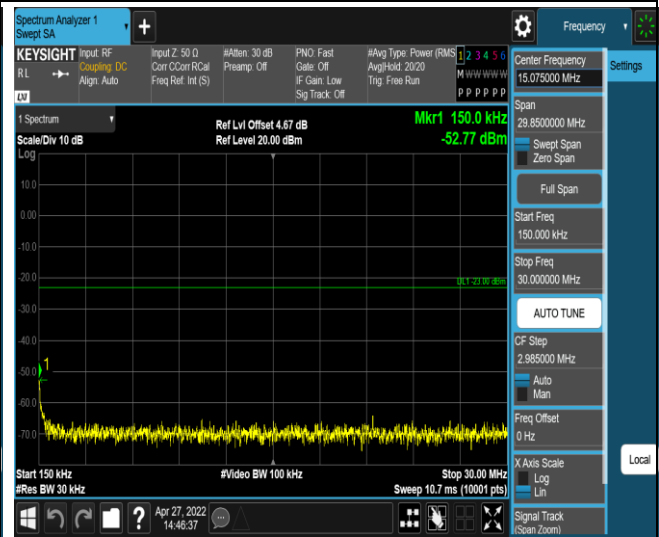 Spectrum Analyzer 1
Swept SA
+
Frequency
KEYSIGHT
RL
LXI
Input: RF
Coupling: DC
Align: Auto
Input Z: 50 Ω
Corr CCorr RCal
Freq Ref: Int (S)
#Atten: 30 dB
Preamp: Off
PNO: Fast
Gate: Off
IF Gain: Low
Sig Track: Off
#Avg Type: Power (RMS
Avg|Hold: 20/20
Trig: Free Run
1 2 3 4 5 6
M W W W W W
P P P P P P
1 Spectrum
Scale/Div 10 dB
Log
Ref Lvl Offset 4.67 dB
Ref Level 20.00 dBm
Mkr1 150.0 kHz
-52.77 dBm
10.0
0.00
-10.0
-20.0
DL1 -23.00 dBm
-30.0
-40.0
1
-50.0
-60.0
-70.0
Start 150 kHz
#Res BW 30 kHz
#Video BW 100 kHz
Stop 30.00 MHz
Sweep 10.7 ms (10001 pts)
?
Apr 27, 2022
14:46:37
Center Frequency
15.075000 MHz
Span
29.8500000 MHz
Swept Span
Zero Span
Full Span
Start Freq
150.000 kHz
Stop Freq
30.000000 MHz
AUTO TUNE
CF Step
2.985000 MHz
Auto
Man
Freq Offset
0 Hz
X Axis Scale
Log
Lin
Signal Track
(Span Zoom)
Settings
Local